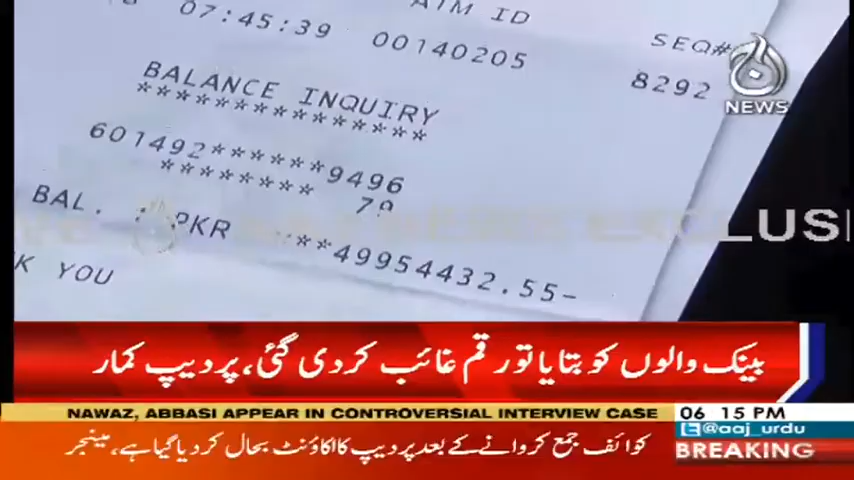 07:45:39
ATM ID
00140205
SEQ#
8292
NEWS
BALANCE INQUIRY
*******************
601492******9496
********* 79
BAL. : PKR ***49954432.55-
YOU
بینک والوں کو بتایا تو رقم غائب کردی گئی، پردیپ کمار
NAWAZ, ABBASI APPEAR IN CONTROVERSIAL INTERVIEW CASE
06 15 PM
@aaj_urdu
کوائف جمع کروانے کے بعد پردیپ کا اکاؤنٹ بحال کردیا گیا ہے، مینجر
BREAKING